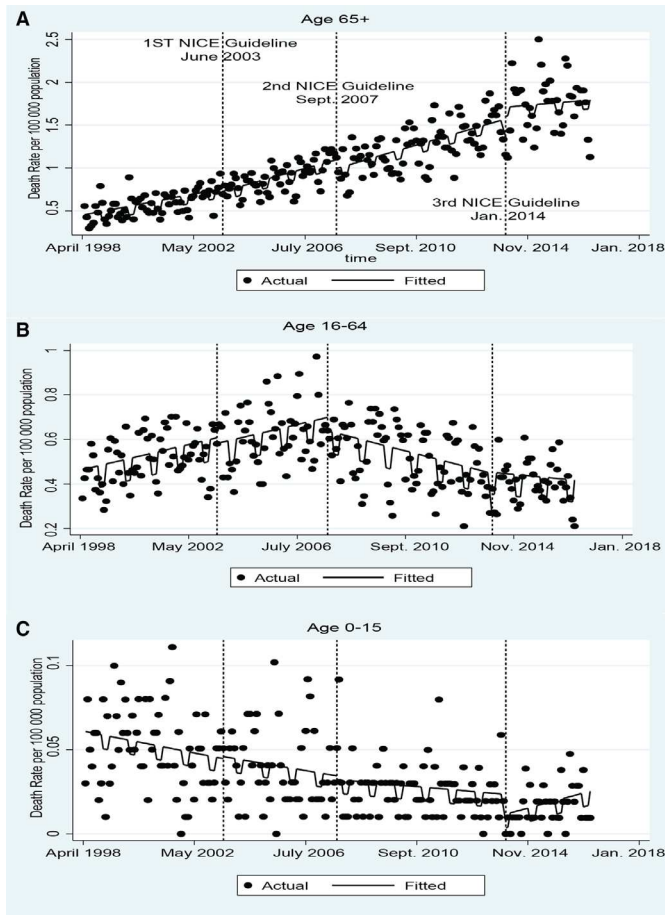 A
Age 65+
Death Rate per 100 000 population
2.5
2
1.5
1
0.5
1ST NICE Guideline
June 2003
2nd NICE Guideline
Sept. 2007
3rd NICE Guideline
Jan. 2014
April 1998 May 2002 July 2006 Sept. 2010 Nov. 2014 Jan. 2018
time
Actual Fitted
B
Age 16-64
Death Rate per 100 000 population
1
0.8
0.6
0.4
0.2
April 1998 May 2002 July 2006 Sept. 2010 Nov. 2014 Jan. 2018
Actual Fitted
C
Age 0-15
Death Rate per 100 000 population
0.1
0.05
0
April 1998 May 2002 July 2006 Sept. 2010 Nov. 2014 Jan. 2018
Actual Fitted